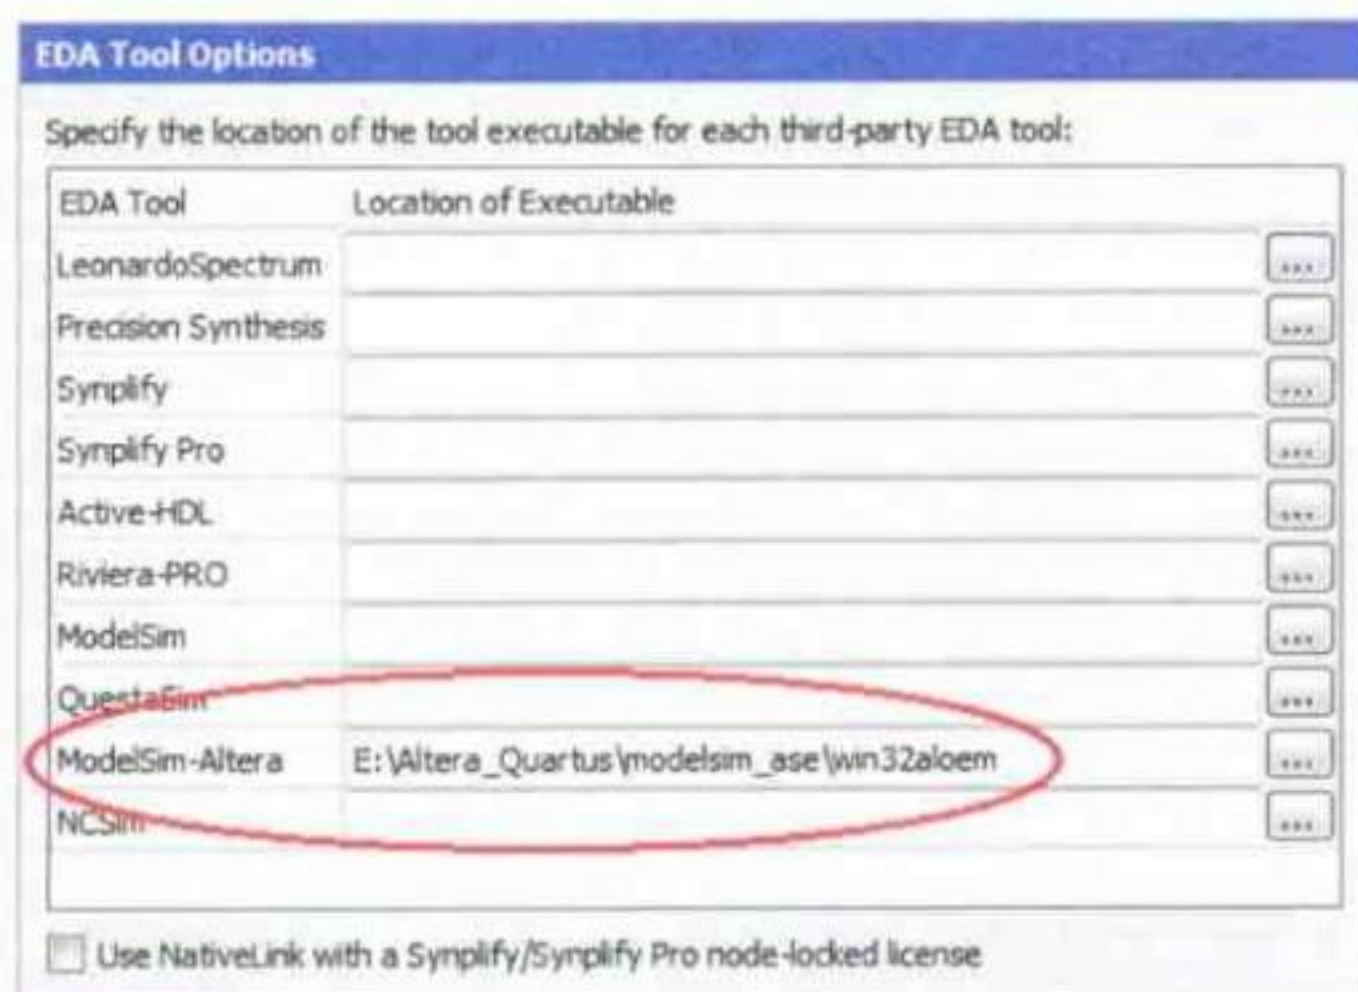 EDA Tool Options
Specify the location of the tool executable for each third-party EDA tool:
EDA Tool Location of Executable
LeonardoSpectrum ...
Precision Synthesis ...
Synplify ...
Synplify Pro ...
Active-HDL ...
Riviera-PRO ...
ModelSim ...
QuestaSim ...
ModelSim-Altera E:\Altera_Quartus\modelsim_ase\win32aloem ...
NCSim ...
Use NativeLink with a Synplify/Synplify Pro node-locked license